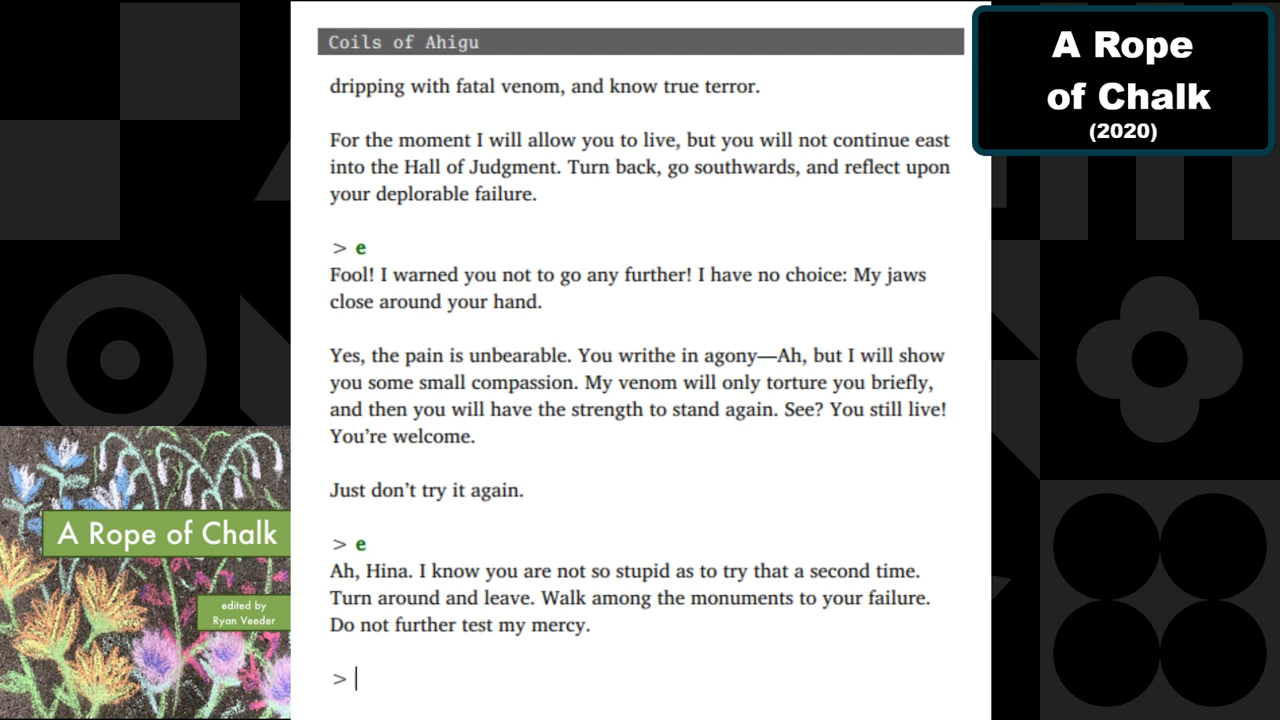 Coils of Ahigu
dripping with fatal venom, and know true terror.
For the moment I will allow you to live, but you will not continue east
into the Hall of Judgment. Turn back, go southwards, and reflect upon
your deplorable failure.
> e
Fool! I warned you not to go any further! I have no choice: My jaws
close around your hand.
Yes, the pain is unbearable. You writhe in agony—Ah, but I will show
you some small compassion. My venom will only torture you briefly,
and then you will have the strength to stand again. See? You still live!
You’re welcome.
Just don’t try it again.
> e
Ah, Hina. I know you are not so stupid as to try that a second time.
Turn around and leave. Walk among the monuments to your failure.
Do not further test my mercy.
>
A Rope
of Chalk
(2020)
A Rope of Chalk
edited by
Ryan Veeder